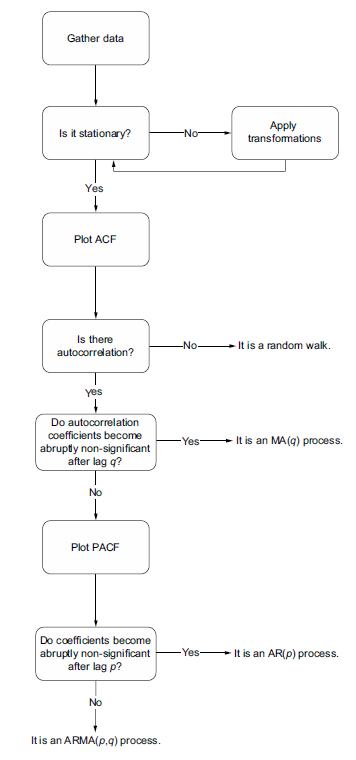 Gather data
Is it stationary?
No
Apply
transformations
Yes
Plot ACF
Is there
autocorrelation?
No
It is a random walk.
Yes
Do autocorrelation
coefficients become
abruptly non-significant
after lag q?
Yes
It is an MA(q) process.
No
Plot PACF
Do coefficients become
abruptly non-significant
after lag p?
Yes
It is an AR(p) process.
No
It is an ARMA(p,q) process.